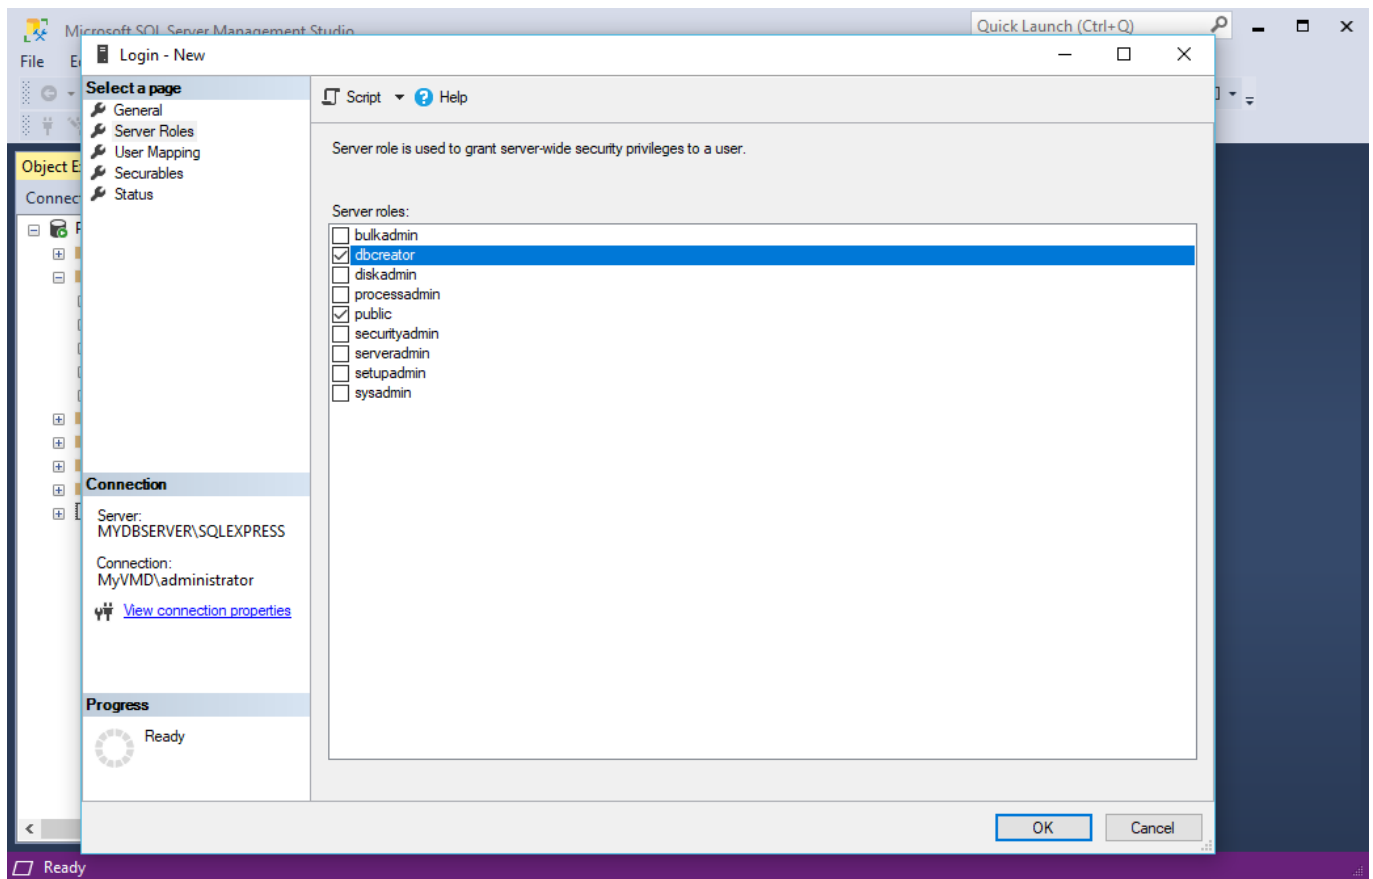 Microsoft SQL Server Management Studio
Quick Launch (Ctrl+Q)
Login - New
File
Select a page
General
Server Roles
User Mapping
Securables
Status
Script
Help
Server role is used to grant server-wide security privileges to a user.
Object E
Connec
Server roles:
bulkadmin
dbcreator
diskadmin
processadmin
public
securityadmin
serveradmin
setupadmin
sysadmin
Connection
Server:
MYDBSERVER\SQLEXPRESS
Connection:
MyVMD\administrator
View connection properties
Progress
Ready
OK
Cancel
Ready